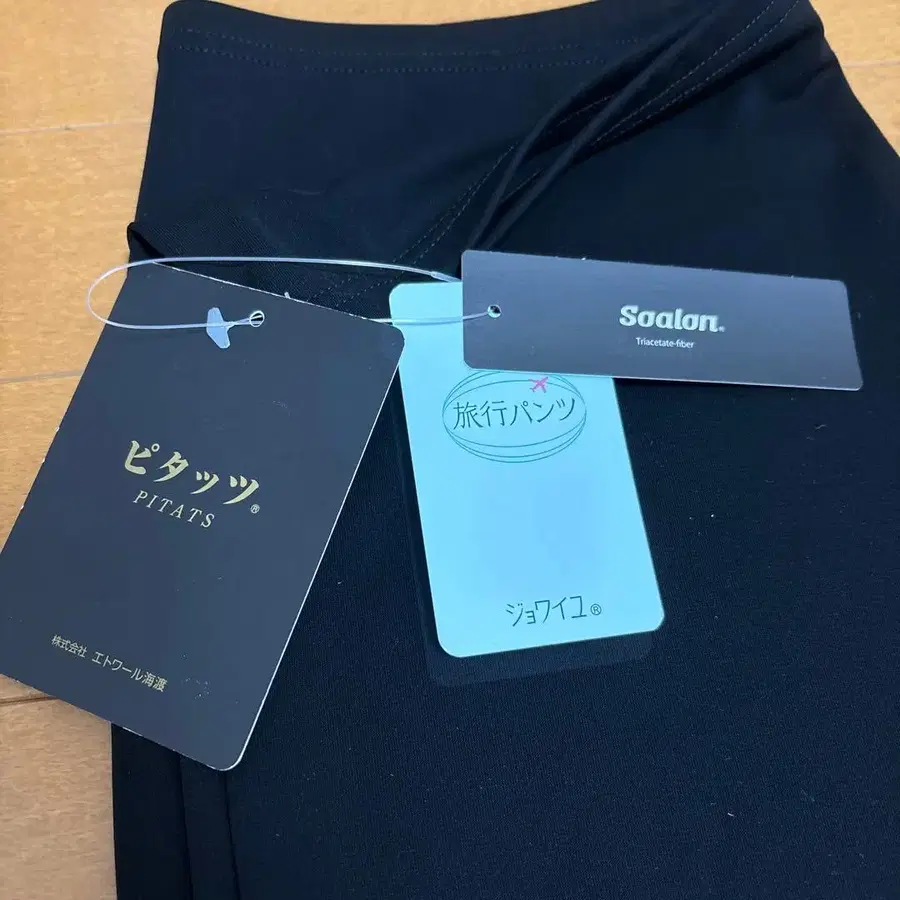 ピタッツ®
PITATS
株式会社 エトワール海渡
旅行パンツ
ジョワイユ®
Soalon®
Triacetate-fiber